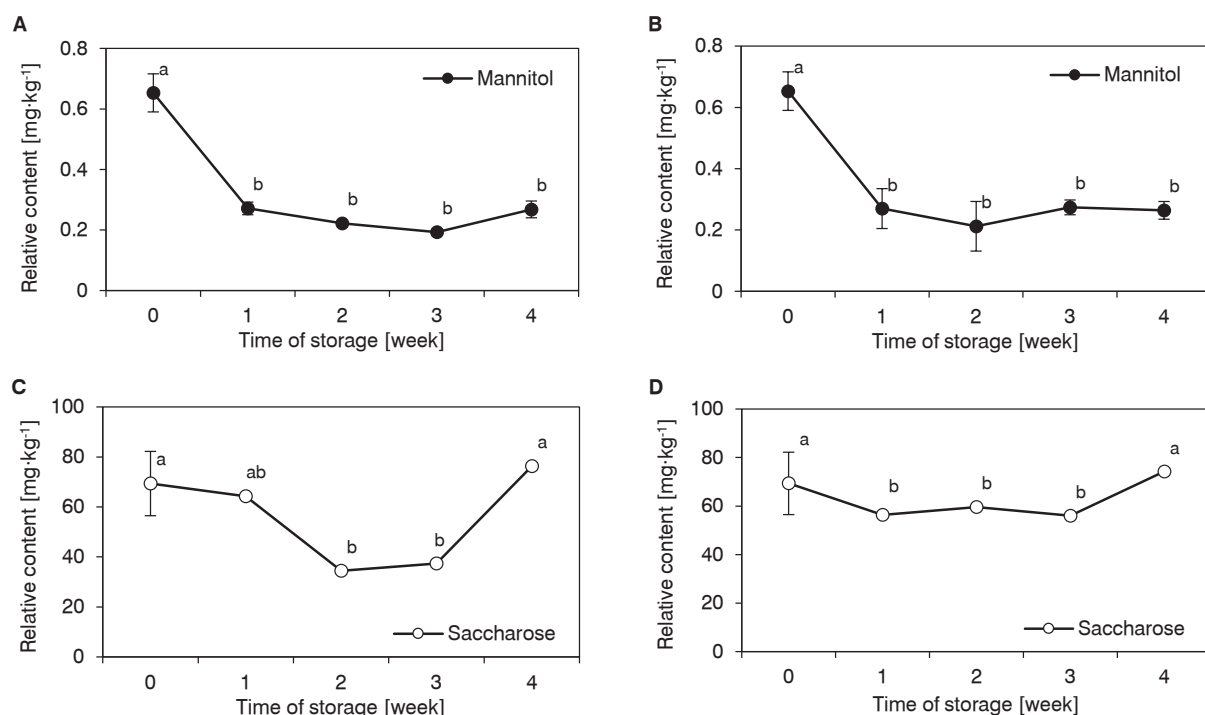 A
Relative content [mg·kg⁻¹]
0.8
0.6
0.4
0.2
0
a
b
b
b
b
Mannitol
0 1 2 3 4
Time of storage [week]
B
Relative content [mg·kg⁻¹]
0.8
0.6
0.4
0.2
0
a
b
b
b
b
Mannitol
0 1 2 3 4
Time of storage [week]
C
Relative content [mg·kg⁻¹]
100
80
60
40
20
0
a
ab
b
b
a
Saccharose
0 1 2 3 4
Time of storage [week]
D
Relative content [mg·kg⁻¹]
100
80
60
40
20
0
a
b
b
b
a
Saccharose
0 1 2 3 4
Time of storage [week]